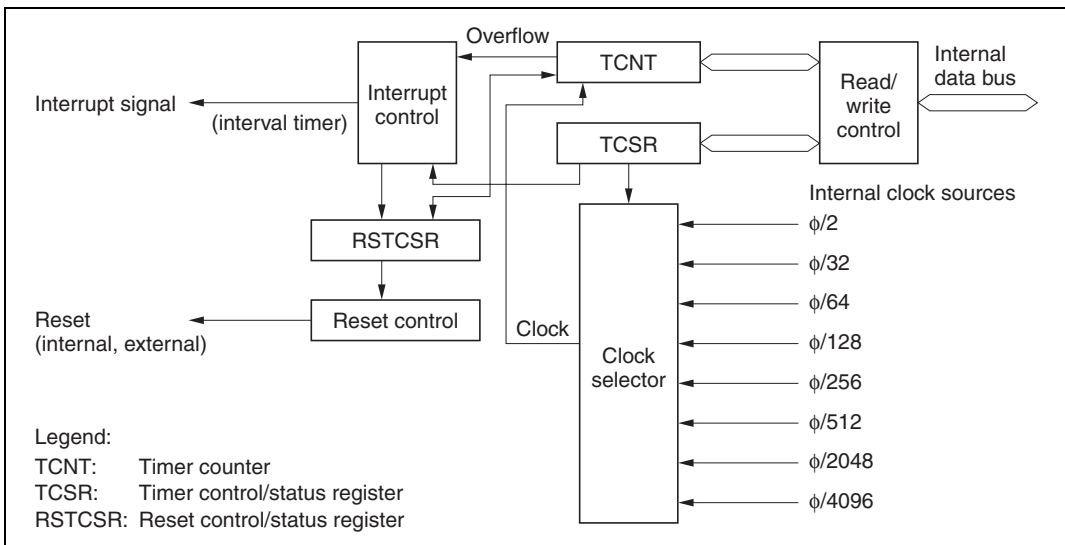 Overflow
TCNT
Internal
data bus
Read/
write
control
Interrupt signal
(interval timer)
Interrupt
control
TCSR
Internal clock sources
RSTCSR
ϕ/2
ϕ/32
ϕ/64
Reset
(internal, external)
Reset control
Clock
ϕ/128
Clock
selector
ϕ/256
ϕ/512
ϕ/2048
ϕ/4096
Legend:
TCNT: Timer counter
TCSR: Timer control/status register
RSTCSR: Reset control/status register